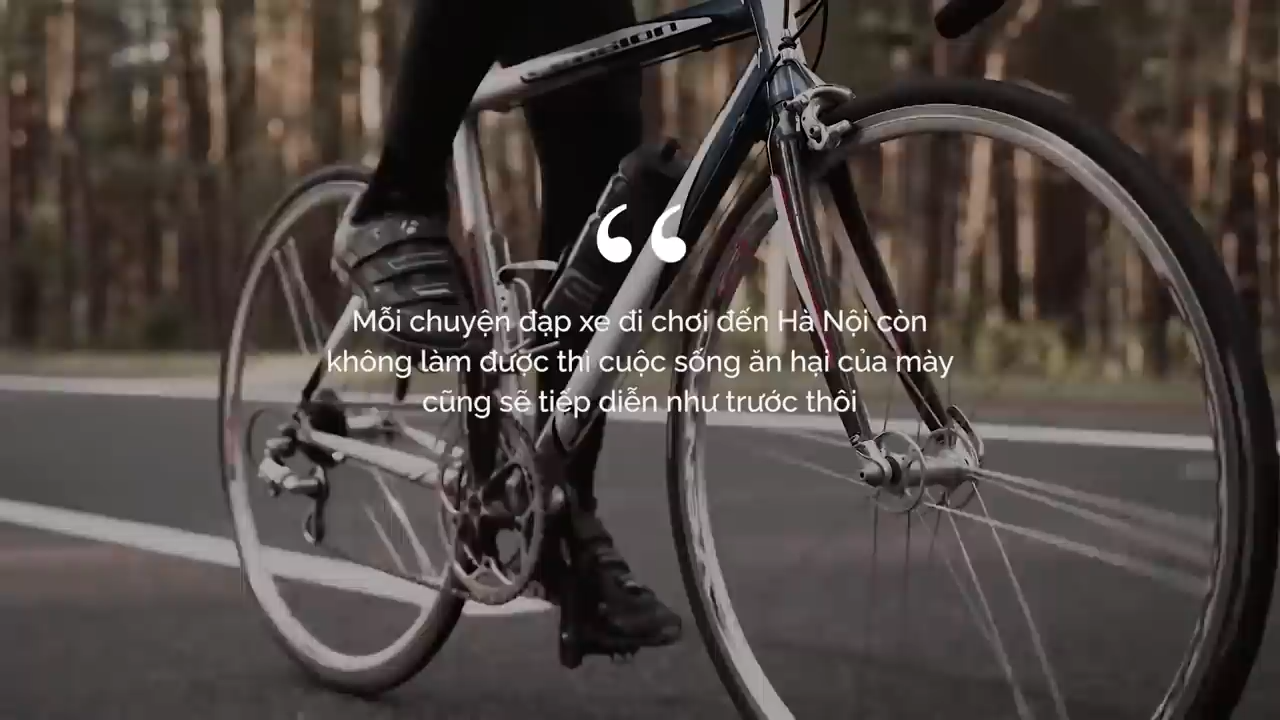 “
Mỗi chuyện đạp xe đi chơi đến Hà Nội còn
không làm được thì cuộc sống ăn hại của mày
cũng sẽ tiếp diễn như trước thôi